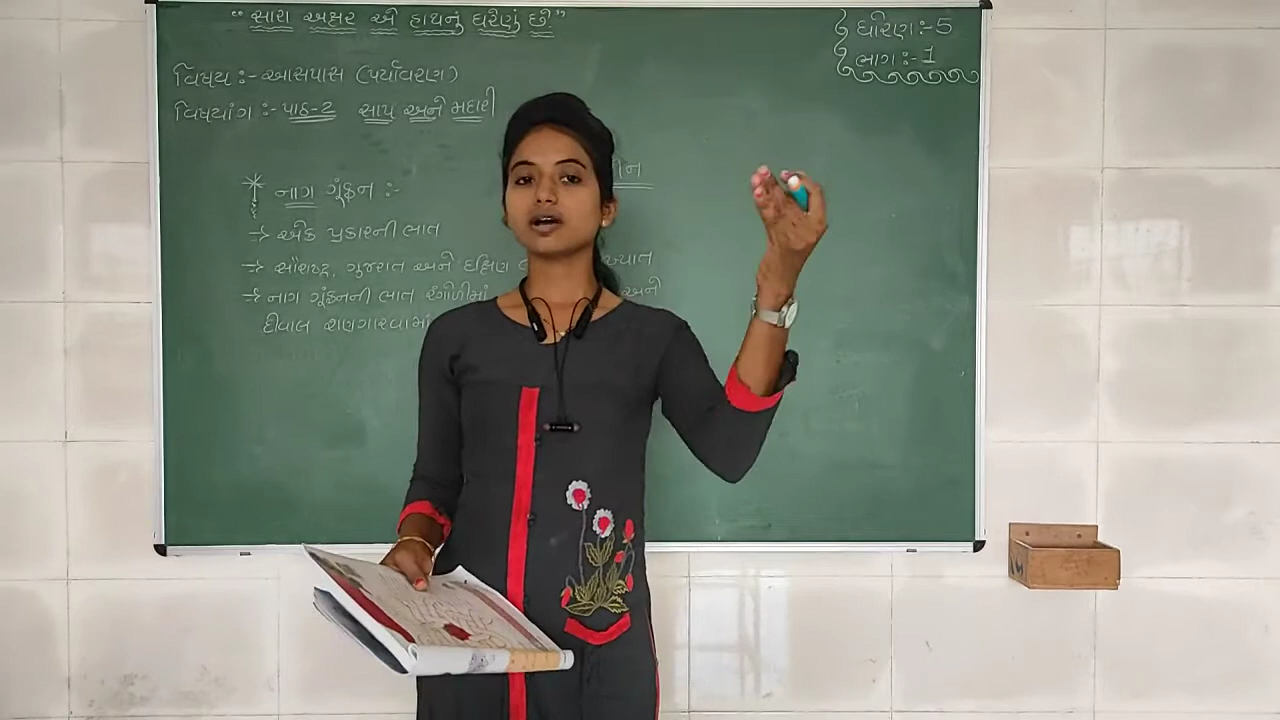 "સારા અક્ષર એ હાથનું ઘરેણું છે"
ધોરણ :- 5
ભાગ :- 1
વિષય :- આસપાસ (પર્યાવરણ)
વિષયાંગ :- પાઠ-2 સાપ અને મદારી
નાગ ગૂંફન :-
→ એક પ્રકારની ભાત
→ સૌરાષ્ટ્ર, ગુજરાત અને દક્ષિણ
→ નાગ ગૂંફનની ભાત રંગોળીમાં અને
દીવાલ શણગારવામાં